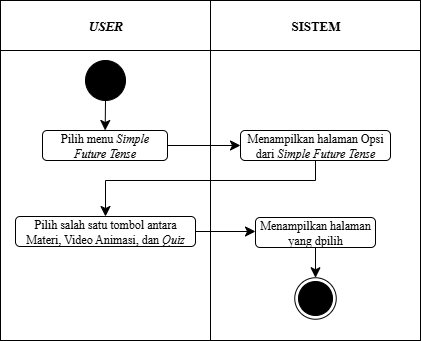 USER
SISTEM
Pilih menu Simple
Future Tense
Menampilkan halaman Opsi
dari Simple Future Tense
Pilih salah satu tombol antara
Materi, Video Animasi, dan Quiz
Menampilkan halaman
yang dpilih